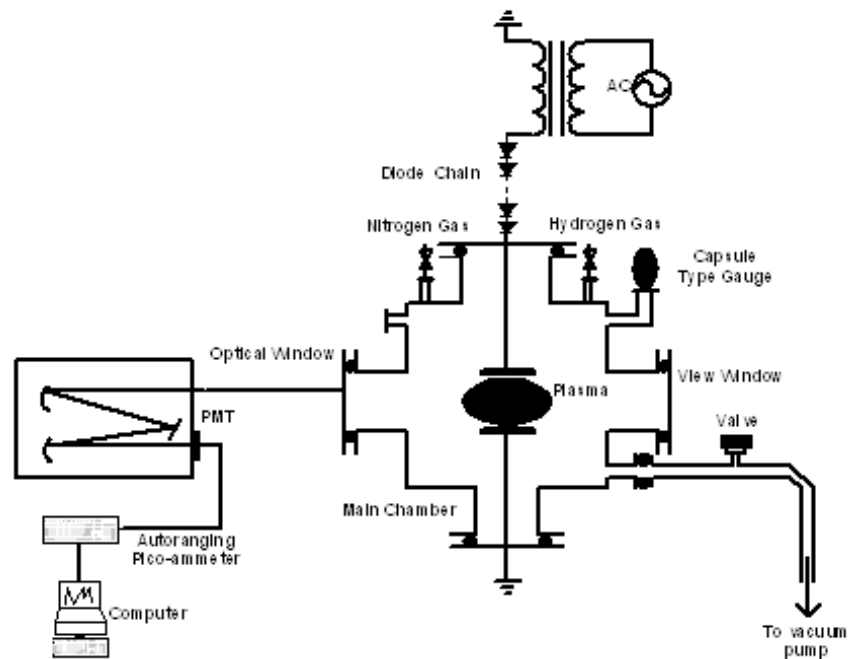 AC
Diode Chain
Nitrogen Gas
Hydrogen Gas
Capsule
Type Gauge
Optical Window
Plasma
View Window
PMT
Valve
Main Chamber
Autoranging
Pico-ammeter
Computer
To vacuum
pump